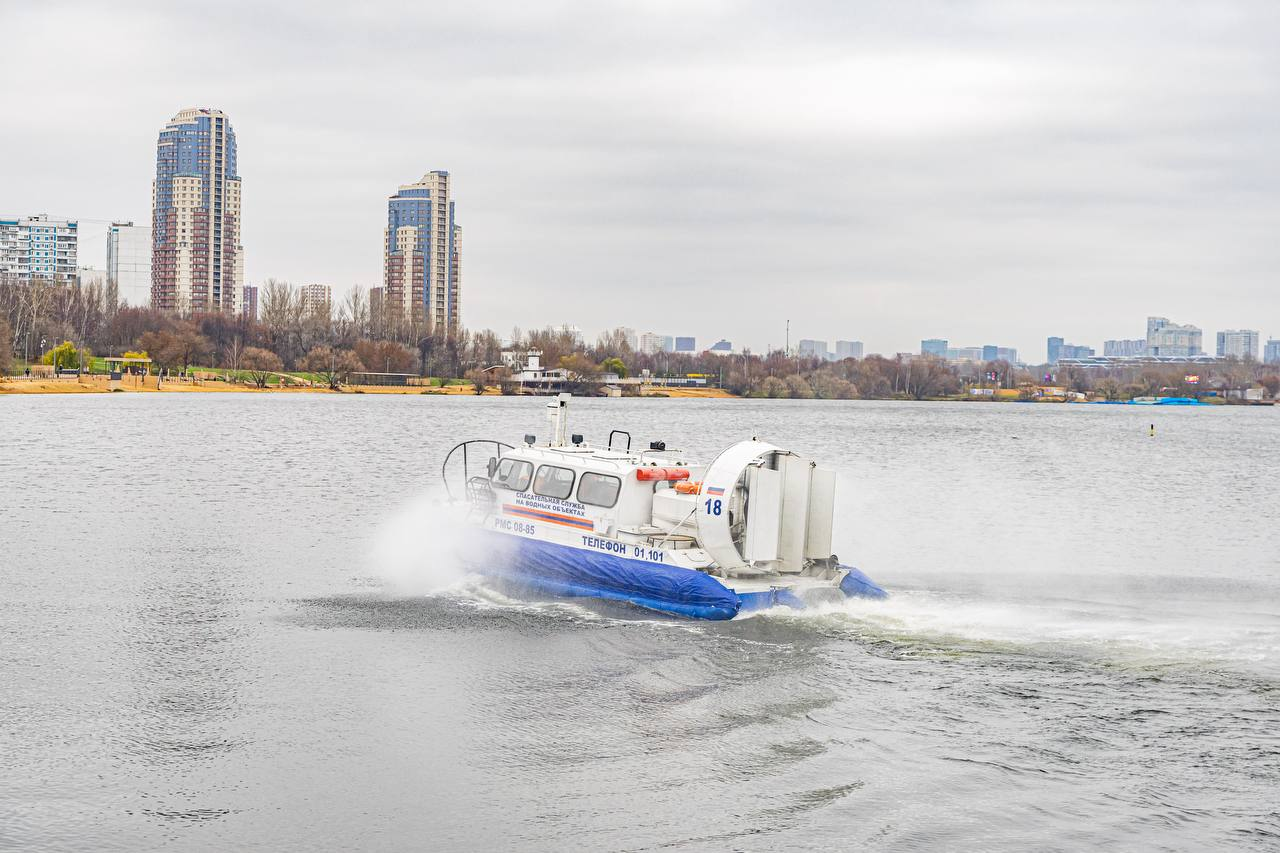 СПАСАТЕЛЬНАЯ СЛУЖБА
НА ВОДНЫХ ОБЪЕКТАХ
РМС 08-85
ТЕЛЕФОН 01,101
18